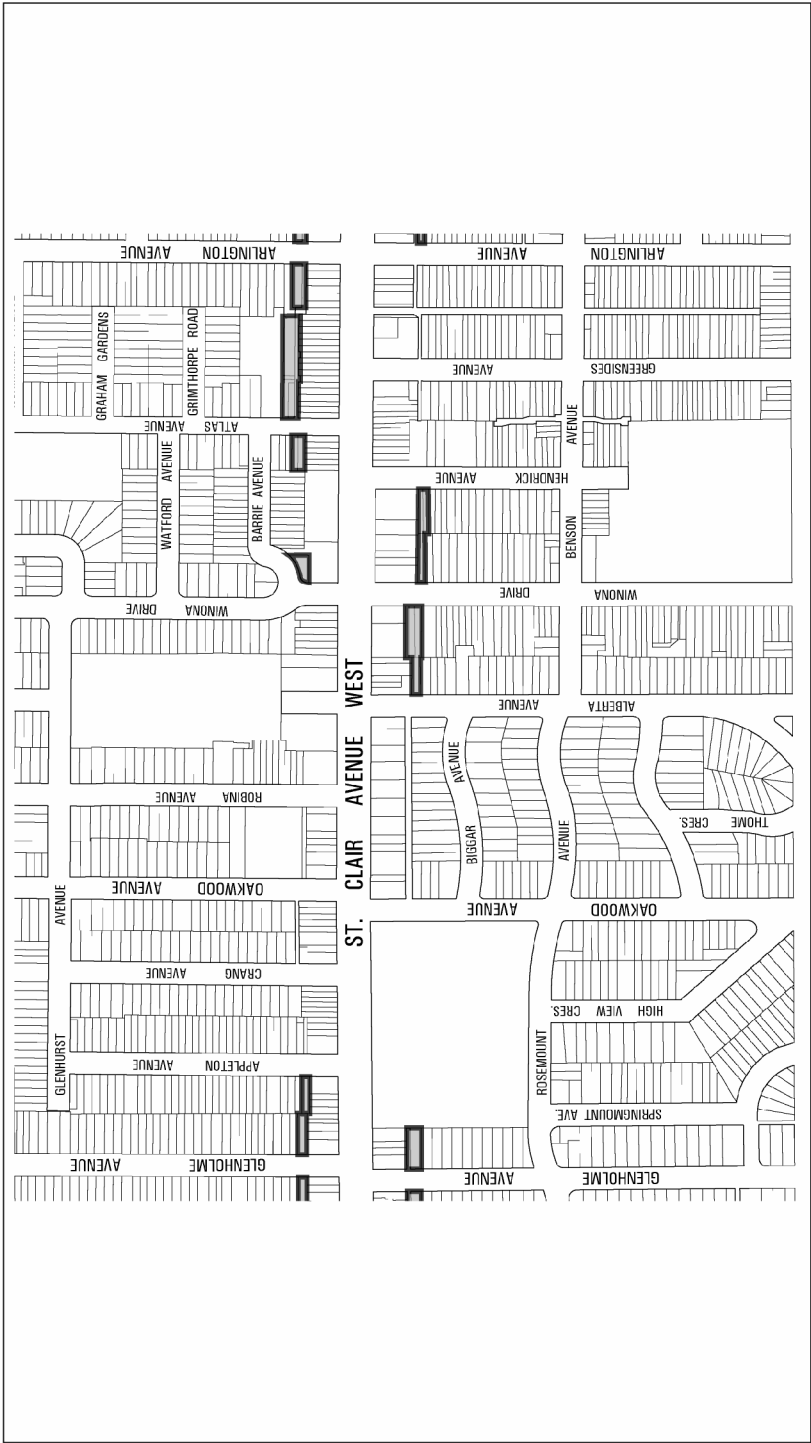 ARLINGTON AVENUE
ARLINGTON AVENUE
GRAHAM GARDENS
GRIMTHORPE ROAD
GREENSIDES AVENUE
ATLAS AVENUE
WATFORD AVENUE
BARRIE AVENUE
HENDRICK AVENUE
BENSON AVENUE
WINONA DRIVE
WINONA DRIVE
ST. CLAIR AVENUE WEST
ALBERTA AVENUE
ROBINA AVENUE
BIGGAR AVENUE
THOME CRES.
OAKWOOD AVENUE
OAKWOOD AVENUE
GLENHURST AVENUE
CRANG AVENUE
ROSEMOUNT AVENUE
HIGH VIEW CRES.
APPLETON AVENUE
SPRINGMOUNT AVE.
GLENHOLME AVENUE
GLENHOLME AVENUE